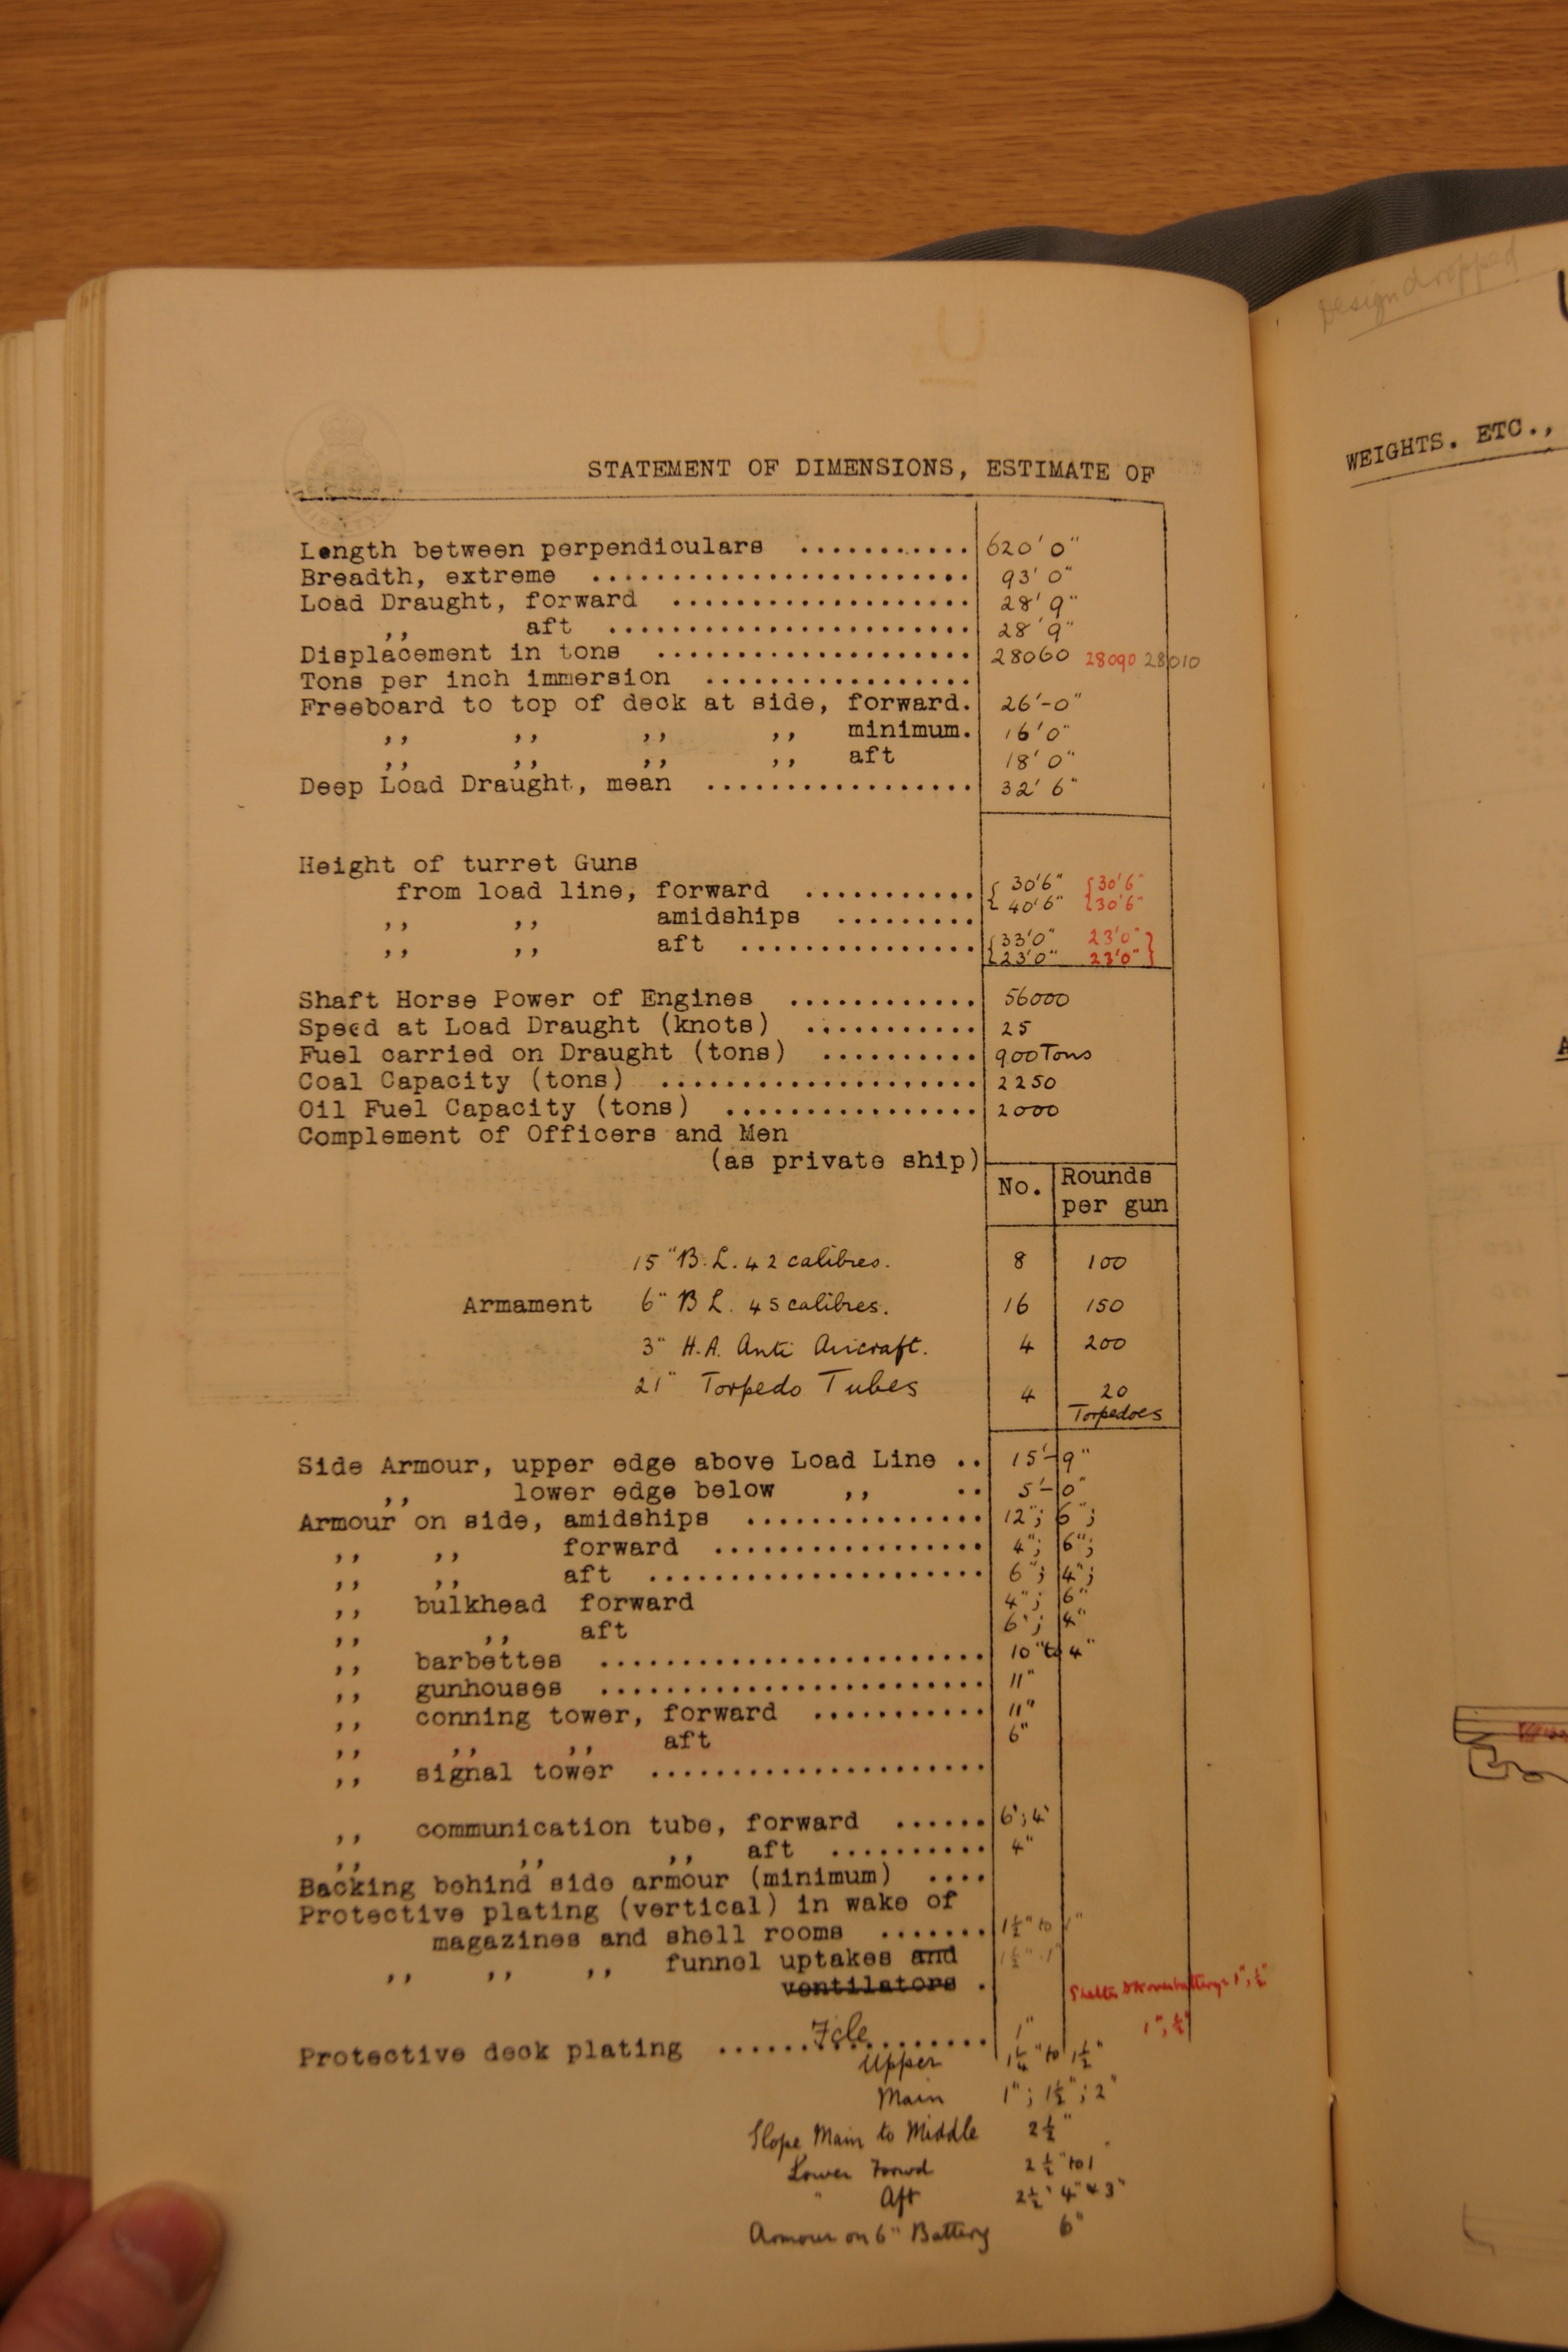 U
Design dropped
STATEMENT OF DIMENSIONS, ESTIMATE OF
WEIGHTS. ETC.,
Length between perpendiculars ........... 620' 0"
Breadth, extreme ........................ 93' 0"
Load Draught, forward ................... 28' 9"
,, aft ....................... 28' 9"
Displacement in tons .................... 28060 28090 28010
Tons per inch immersion .................
Freeboard to top of deck at side, forward. 26'-0"
,, ,, ,, ,, minimum. 16' 0"
,, ,, ,, ,, aft 18' 0"
Deep Load Draught, mean ................. 32' 6"
Height of turret Guns
from load line, forward ........... { 30'6" 40'6" { 30'6" 30'6"
,, ,, amidships .........
,, ,, aft ............... { 33'0" 23'0" 23'0" 23'0" }
Shaft Horse Power of Engines ............ 56000
Speed at Load Draught (knots) ........... 25
Fuel carried on Draught (tons) .......... 900 Tons
Coal Capacity (tons) .................... 2250
Oil Fuel Capacity (tons) ................ 2000
Complement of Officers and Men
(as private ship)
No. Rounds per gun
15" B.L. 42 calibres. 8 100
Armament 6" B L. 45 calibres. 16 150
3" H.A. Anti Aircraft. 4 200
21" Torpedo Tubes 4 20 Torpedoes
Side Armour, upper edge above Load Line .. 15'-9"
,, lower edge below ,, .. 5'-0"
Armour on side, amidships ............... 12"; 6";
,, ,, forward ................. 4"; 6";
,, ,, aft ..................... 6"; 4";
,, bulkhead forward 4"; 6"
,, ,, aft 6"; 4"
,, barbettes ........................ 10" to 4"
,, gunhouses ........................ 11"
,, conning tower, forward ........... 11"
,, ,, ,, aft 6"
,, signal tower .....................
,, communication tube, forward ...... 6"; 4"
,, ,, ,, aft .......... 4"
Backing behind side armour (minimum) ....
Protective plating (vertical) in wake of
magazines and shell rooms ....... 1½" to 1"
,, ,, ,, funnel uptakes and 1½" 1"
ventilators .
Shelter Dk over battery 1", ½"
1", ½"
Protective deck plating ................. Fcle 1"
Upper 1¼" to 1½"
Main 1"; 1½"; 2"
Slope Main to Middle 2½"
Lower Forwd 2½" to 1"
" Aft 2½" 4" & 3"
Armour on 6" Battery 6"